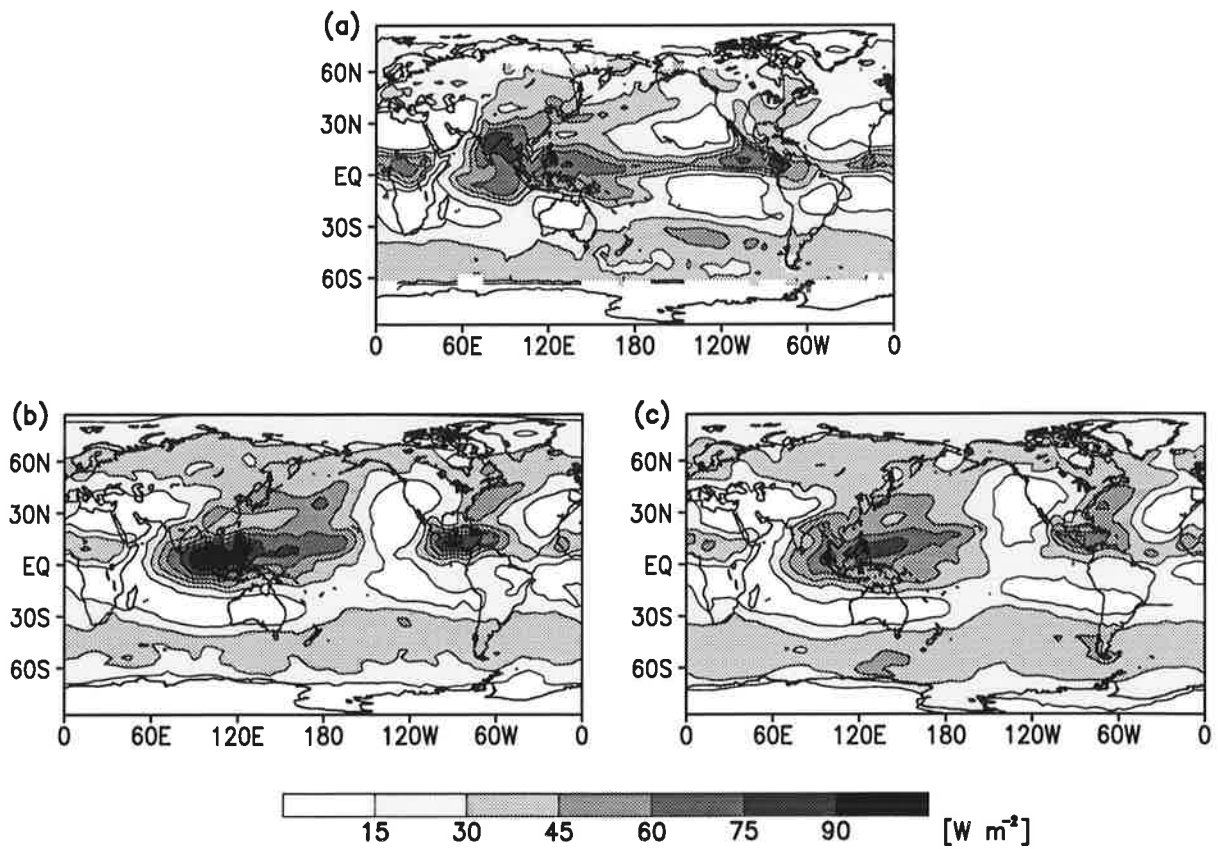 (a)
60N
30N
EQ
30S
60S
0 60E 120E 180 120W 60W 0
(b) (c)
60N 60N
30N 30N
EQ EQ
30S 30S
60S 60S
0 60E 120E 180 120W 60W 0 0 60E 120E 180 120W 60W 0
15 30 45 60 75 90 [W m⁻²]